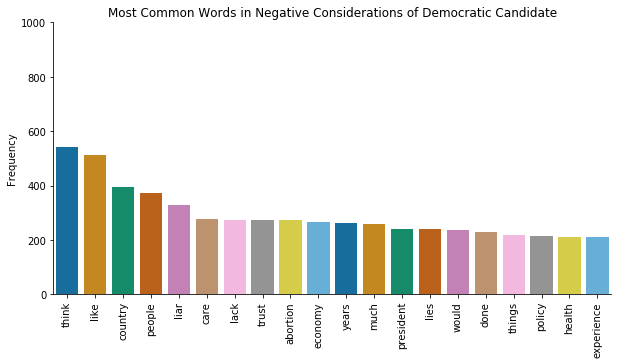 Most Common Words in Negative Considerations of Democratic Candidate
1000
800
600
400
200
0
Frequency
think
like
country
people
liar
care
lack
trust
abortion
economy
years
much
president
lies
would
done
things
policy
health
experience